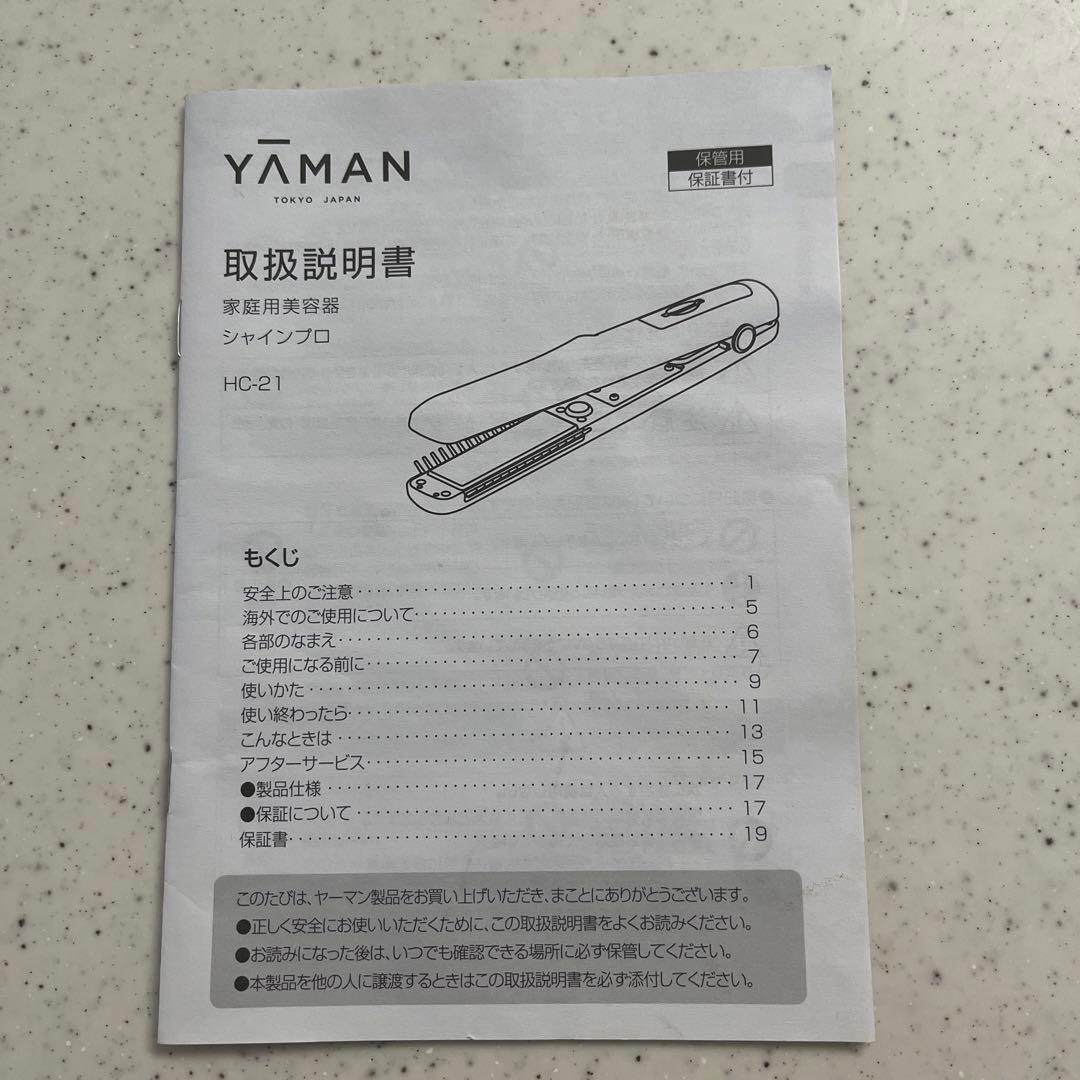 YĀMAN
TOKYO JAPAN
保管用
保証書付
取扱説明書
家庭用美容器
シャインプロ
HC-21
もくじ
安全上のご注意 1
海外でのご使用について 5
各部のなまえ 6
ご使用になる前に 7
使いかた 9
使い終わったら 11
こんなときは 13
アフターサービス 15
●製品仕様 17
●保証について 17
保証書 19
このたびは、ヤーマン製品をお買い上げいただき、まことにありがとうございます。
●正しく安全にお使いいただくために、この取扱説明書をよくお読みください。
●お読みになった後は、いつでも確認できる場所に必ず保管してください。
●本製品を他の人に譲渡するときはこの取扱説明書を必ず添付してください。